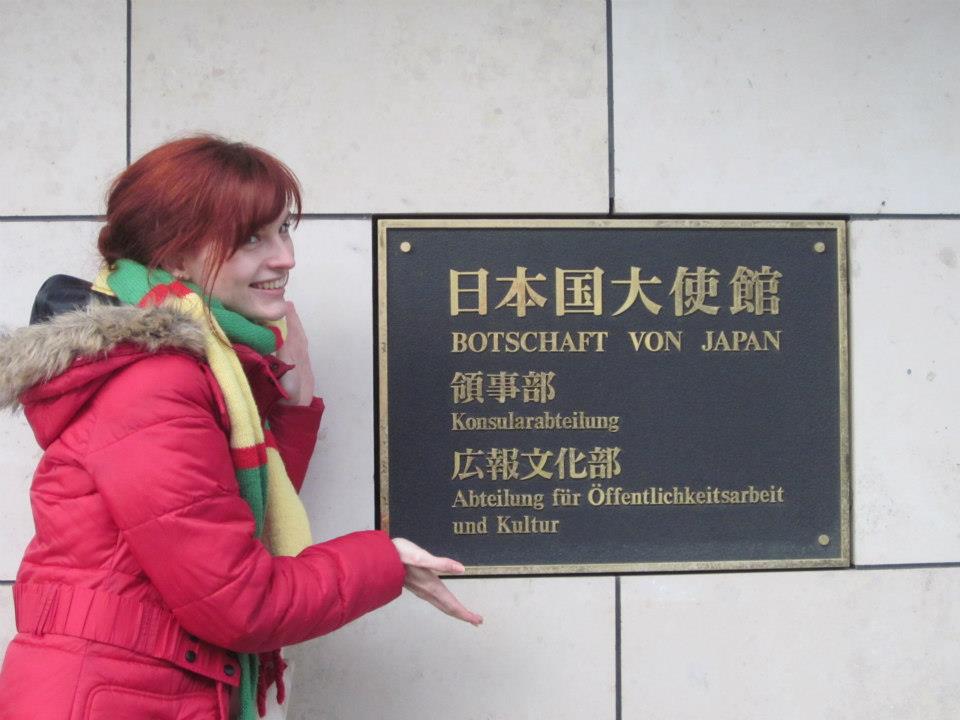 日本国大使館
BOTSCHAFT VON JAPAN
領事部
Konsularabteilung
広報文化部
Abteilung für Öffentlichkeitsarbeit
und Kultur